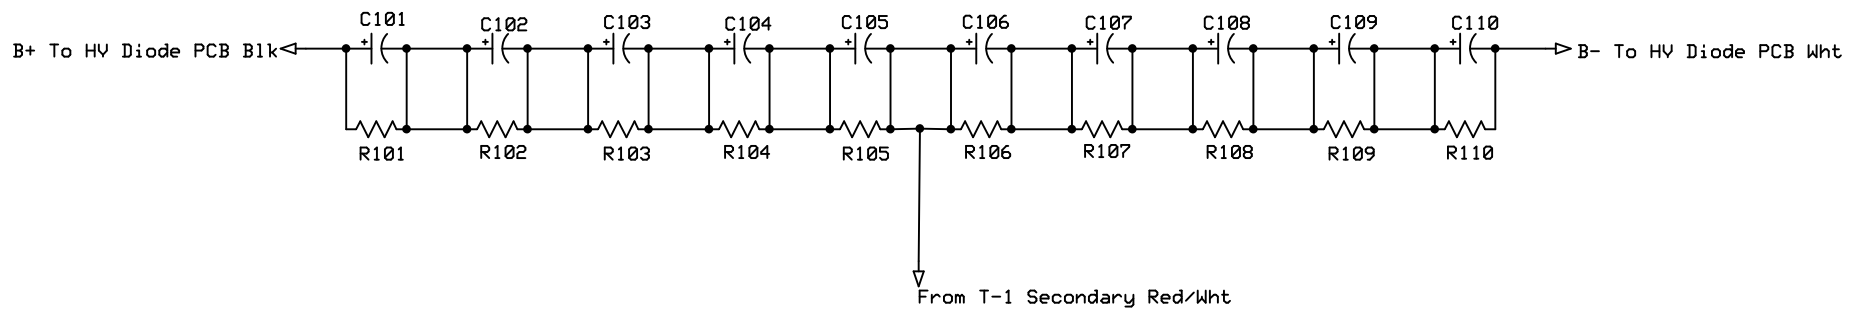 C101 C102 C103 C104 C105 C106 C107 C108 C109 C110
B+ To HV Diode PCB Blk
B- To HV Diode PCB Wht
+ + + + + + + + + +
R101 R102 R103 R104 R105 R106 R107 R108 R109 R110
From T-1 Secondary Red/Wht